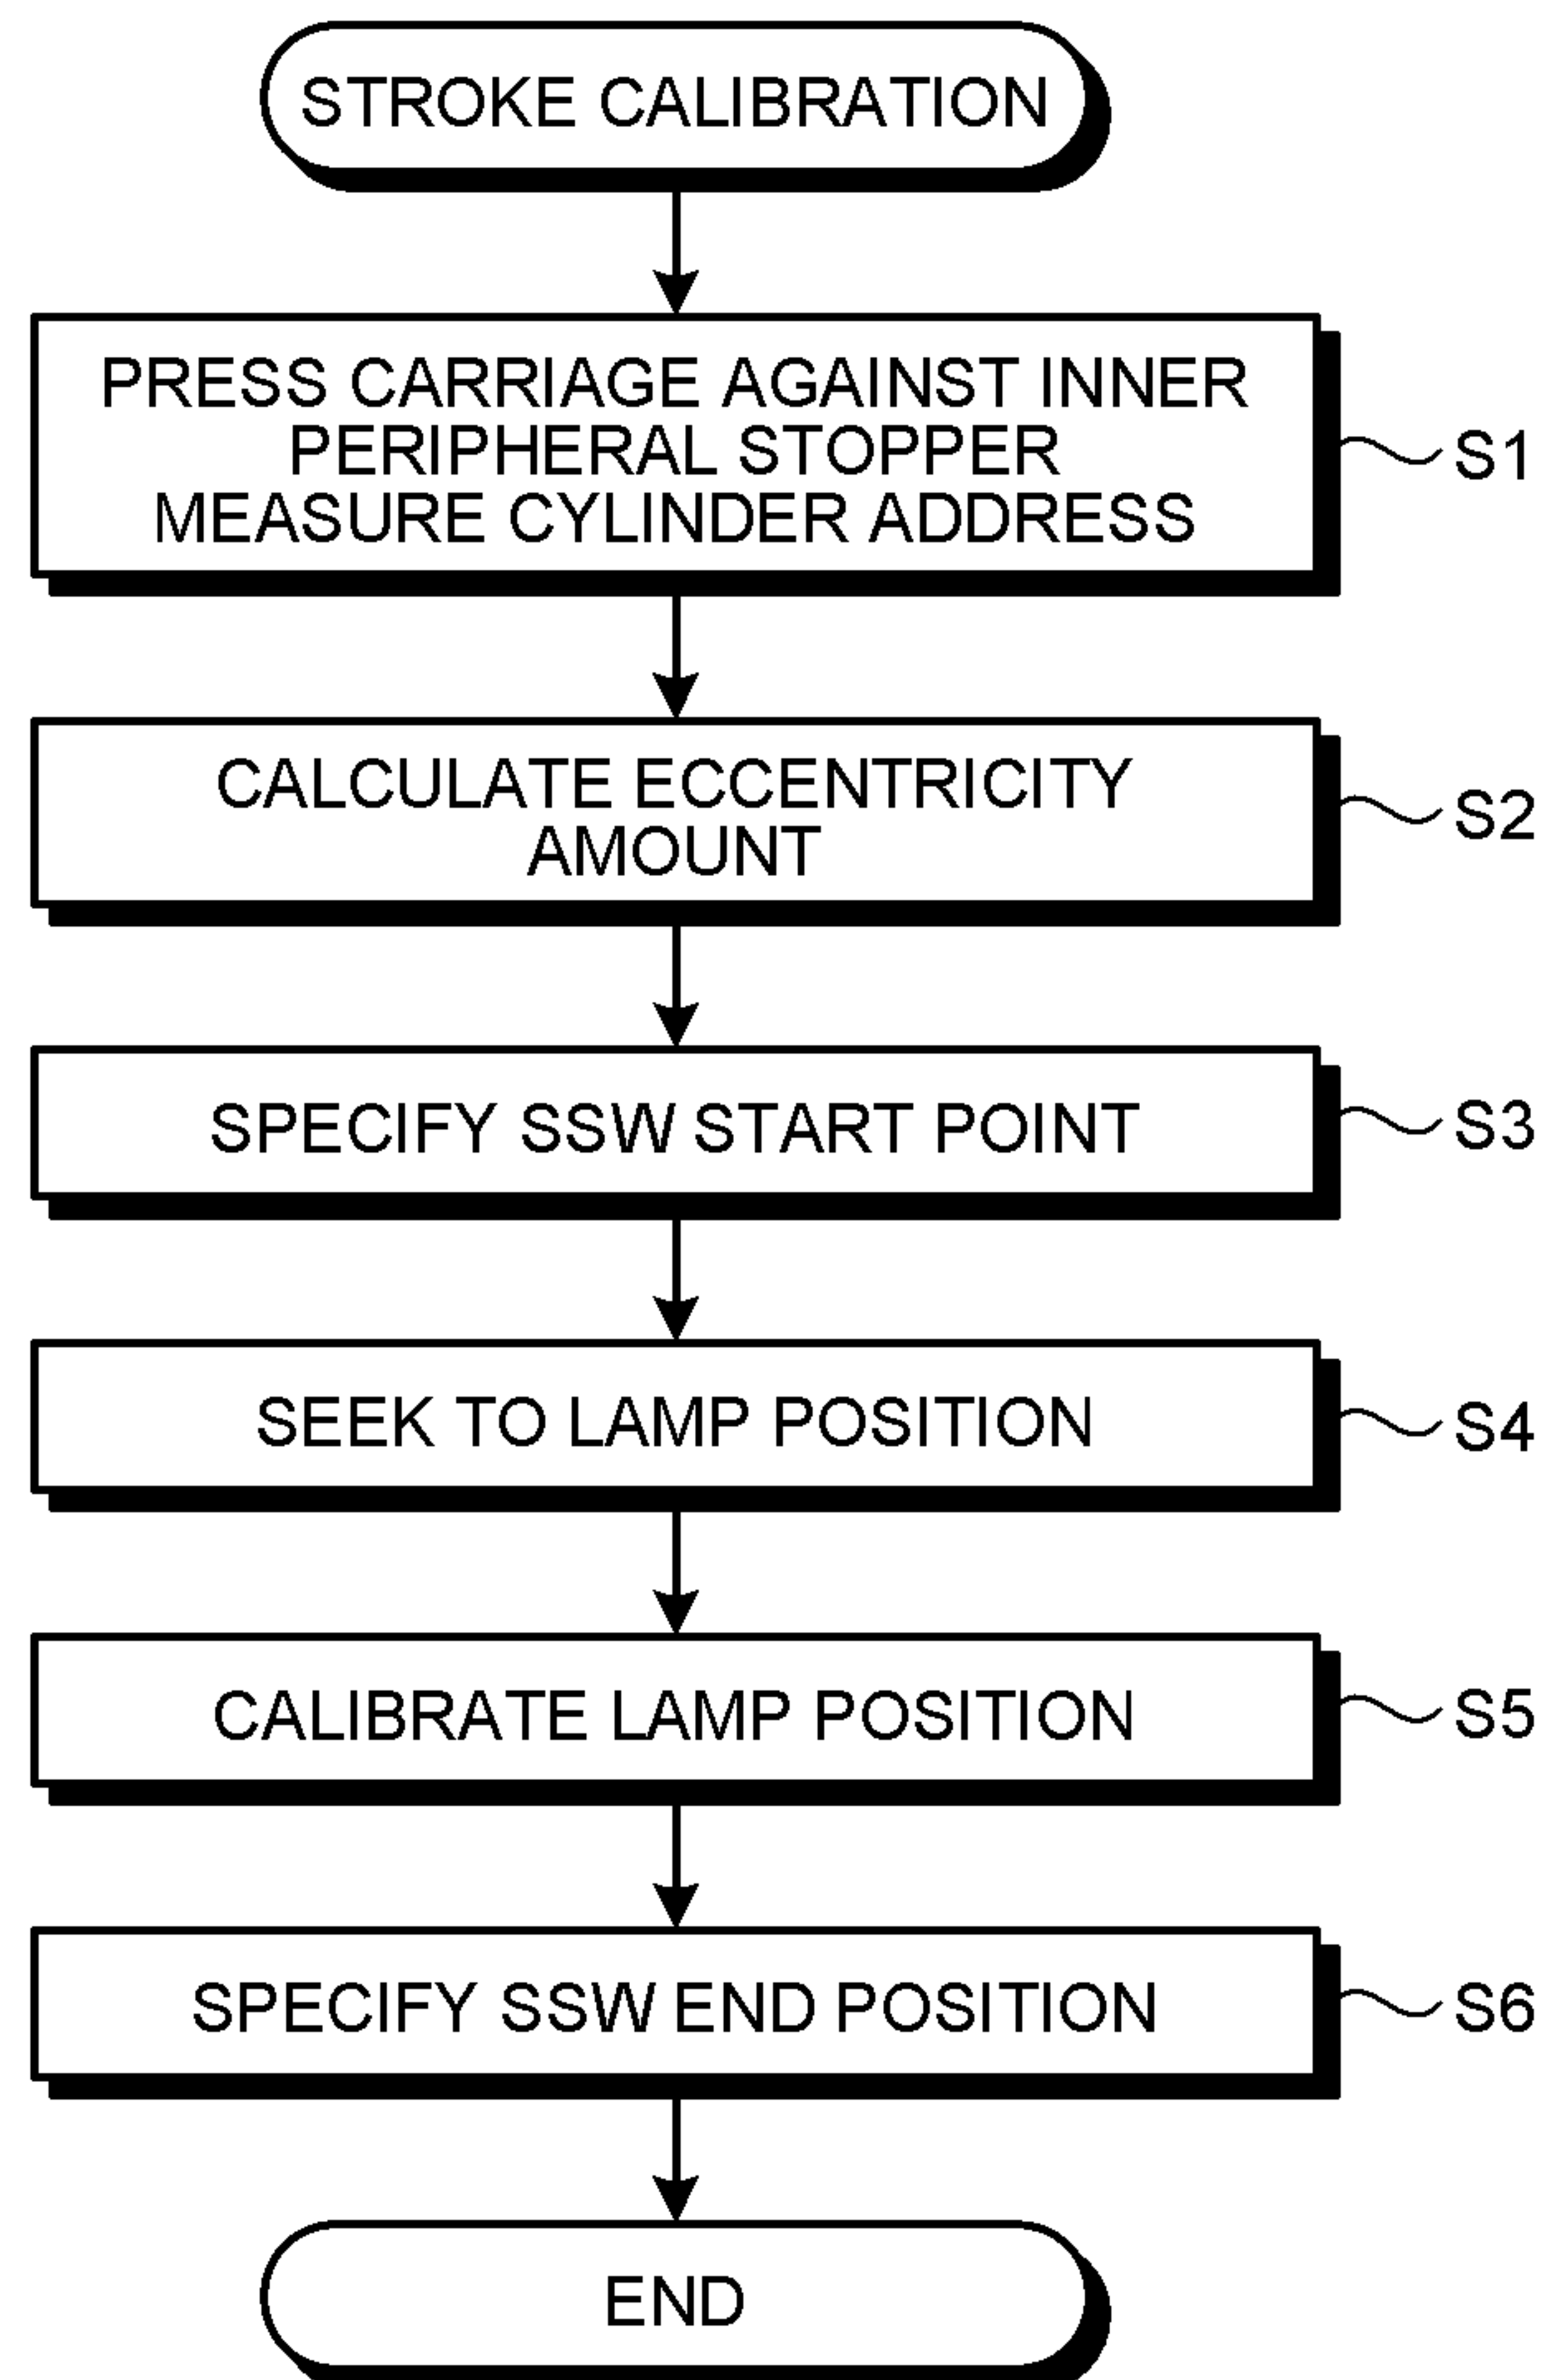 STROKE CALIBRATION
PRESS CARRIAGE AGAINST INNER
PERIPHERAL STOPPER
MEASURE CYLINDER ADDRESS
S1
CALCULATE ECCENTRICITY
AMOUNT
S2
SPECIFY SSW START POINT
S3
SEEK TO LAMP POSITION
S4
CALIBRATE LAMP POSITION
S5
SPECIFY SSW END POSITION
S6
END